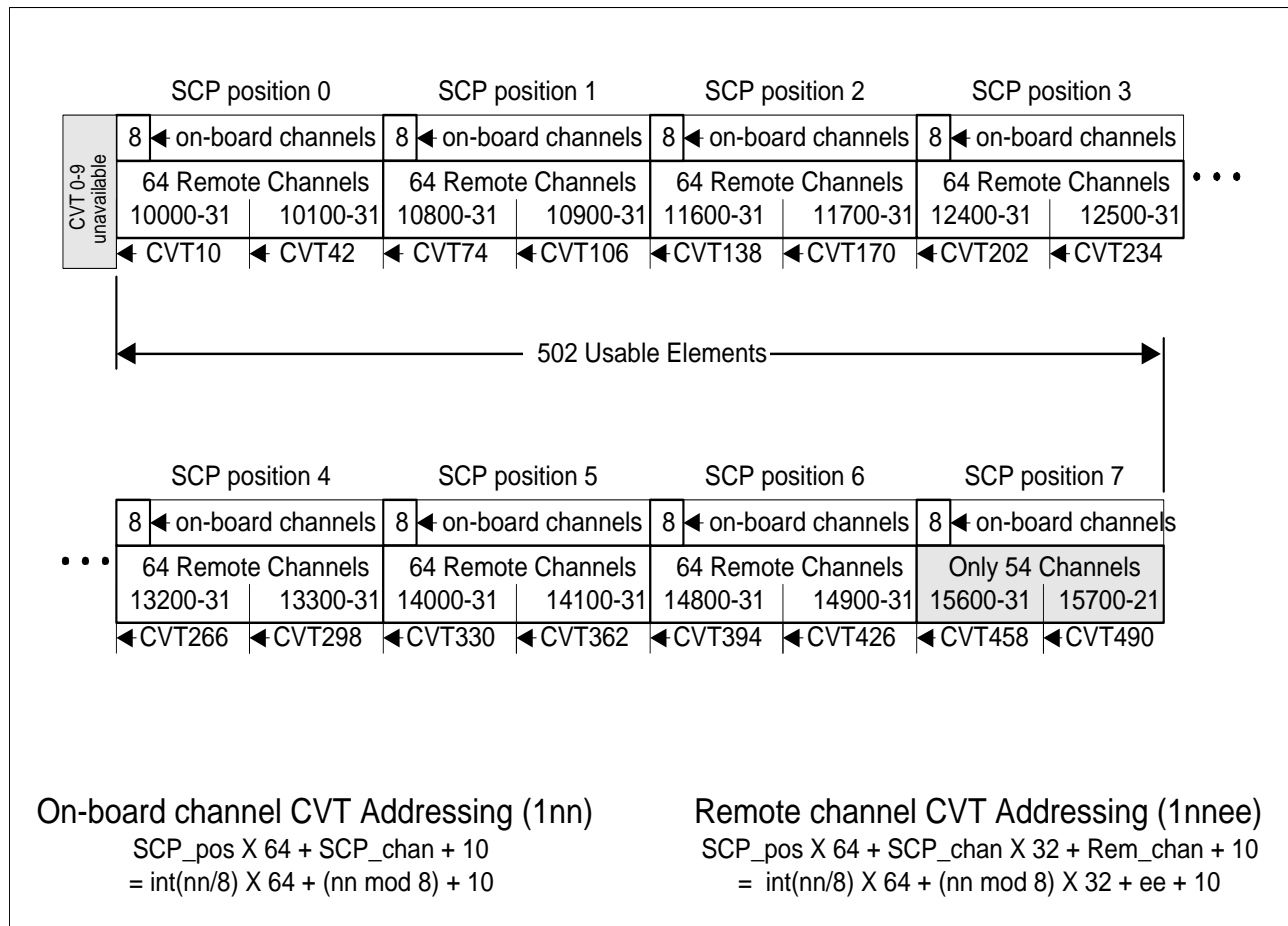 SCP position 0 SCP position 1 SCP position 2 SCP position 3
CVT 0-9
unavailable
8 on-board channels 8 on-board channels 8 on-board channels 8 on-board channels
64 Remote Channels 64 Remote Channels 64 Remote Channels 64 Remote Channels
10000-31 10100-31 10800-31 10900-31 11600-31 11700-31 12400-31 12500-31
CVT10 CVT42 CVT74 CVT106 CVT138 CVT170 CVT202 CVT234
502 Usable Elements
SCP position 4 SCP position 5 SCP position 6 SCP position 7
8 on-board channels 8 on-board channels 8 on-board channels 8 on-board channels
64 Remote Channels 64 Remote Channels 64 Remote Channels Only 54 Channels
13200-31 13300-31 14000-31 14100-31 14800-31 14900-31 15600-31 15700-21
CVT266 CVT298 CVT330 CVT362 CVT394 CVT426 CVT458 CVT490
On-board channel CVT Addressing (1nn)
SCP_pos X 64 + SCP_chan + 10
= int(nn/8) X 64 + (nn mod 8) + 10
Remote channel CVT Addressing (1nnee)
SCP_pos X 64 + SCP_chan X 32 + Rem_chan + 10
= int(nn/8) X 64 + (nn mod 8) X 32 + ee + 10